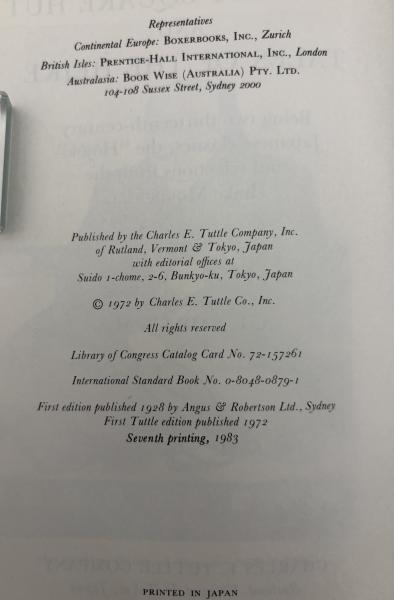 Representatives
Continental Europe: BOXERBOOKS, INC., Zurich
British Isles: PRENTICE-HALL INTERNATIONAL, INC., London
Australasia: BOOK WISE (AUSTRALIA) PTY. LTD.
104-108 Sussex Street, Sydney 2000
Published by the Charles E. Tuttle Company, Inc.
of Rutland, Vermont & Tokyo, Japan
with editorial offices at
Suido 1-chome, 2-6, Bunkyo-ku, Tokyo, Japan
© 1972 by Charles E. Tuttle Co., Inc.
All rights reserved
Library of Congress Catalog Card No. 72-157261
International Standard Book No. 0-8048-0879-1
First edition published 1928 by Angus & Robertson Ltd., Sydney
First Tuttle edition published 1972
Seventh printing, 1983
PRINTED IN JAPAN